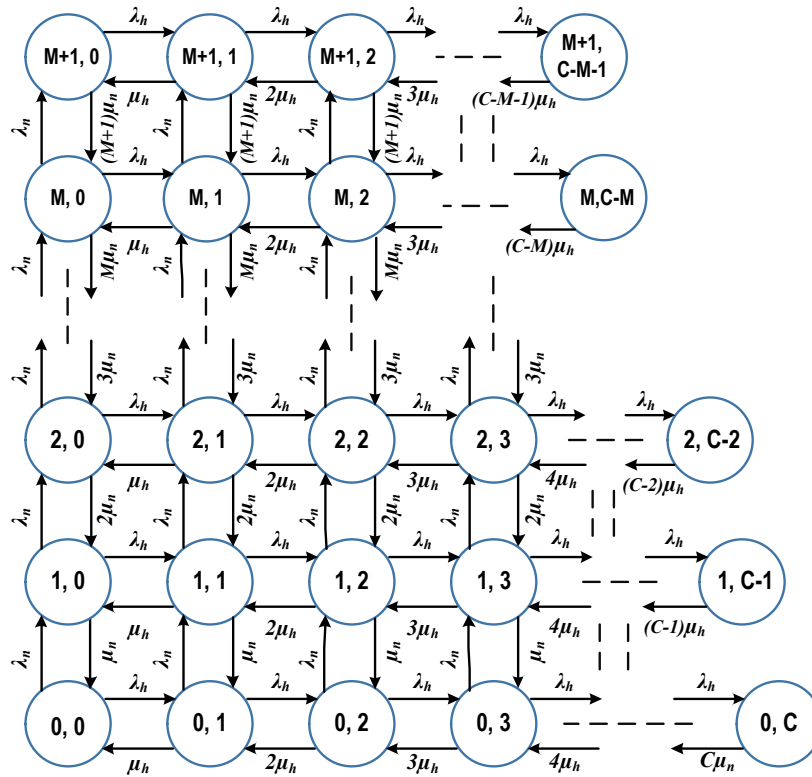 λh λh λh λh
M+1, 0 M+1, 1 M+1, 2 M+1, C-M-1
μh 2μh 3μh (C-M-1)μh
λn (M+1)μn λn (M+1)μn λn (M+1)μn
λh λh λh λh
M, 0 M, 1 M, 2 M,C-M
μh 2μh 3μh (C-M)μh
λn Mμn λn Mμn λn Mμn
λn 3μn λn 3μn λn 3μn λn 3μn
λh λh λh λh λh
2, 0 2, 1 2, 2 2, 3 2, C-2
μh 2μh 3μh 4μh (C-2)μh
λn 2μn λn 2μn λn 2μn λn 2μn
λh λh λh λh λh
1, 0 1, 1 1, 2 1, 3 1, C-1
μh 2μh 3μh 4μh (C-1)μh
λn μn λn μn λn μn λn μn
λh λh λh λh λh
0, 0 0, 1 0, 2 0, 3 0, C
μh 2μh 3μh 4μh Cμn